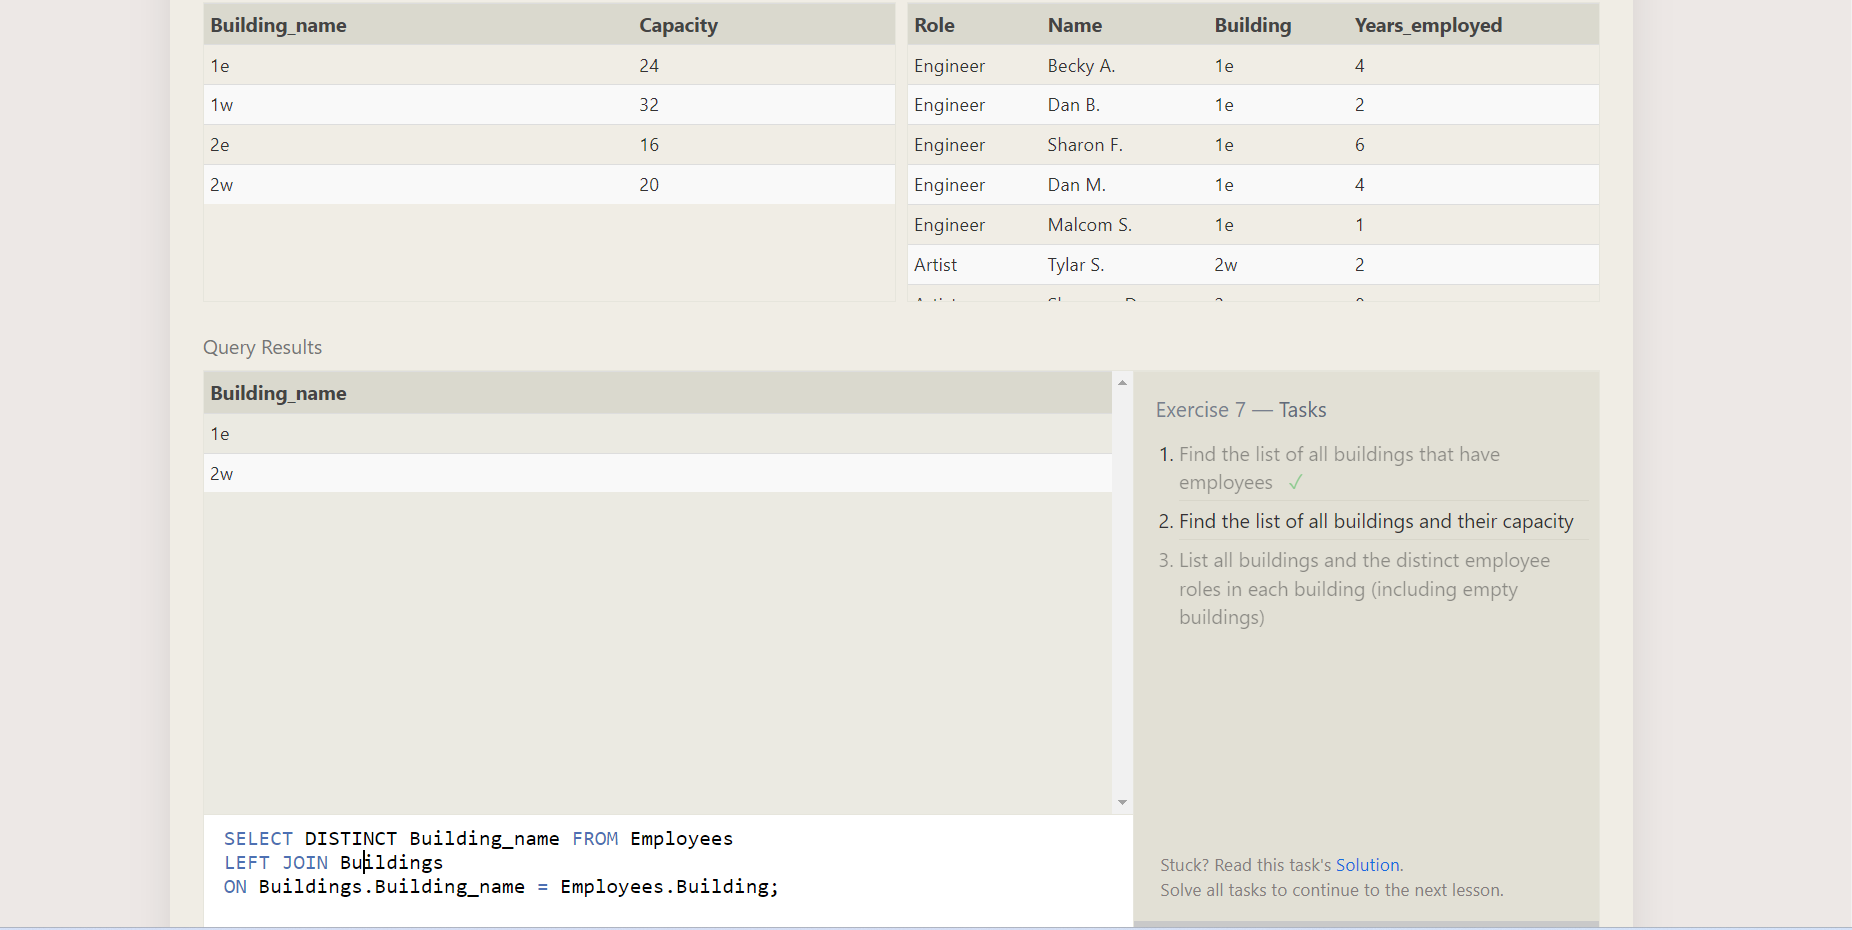 Building_name Capacity
1e 24
1w 32
2e 16
2w 20
Role Name Building Years_employed
Engineer Becky A. 1e 4
Engineer Dan B. 1e 2
Engineer Sharon F. 1e 6
Engineer Dan M. 1e 4
Engineer Malcom S. 1e 1
Artist Tylar S. 2w 2
Query Results
Building_name
1e
2w
SELECT DISTINCT Building_name FROM Employees
LEFT JOIN Buildings
ON Buildings.Building_name = Employees.Building;
Exercise 7 — Tasks
1. Find the list of all buildings that have
employees ✓
2. Find the list of all buildings and their capacity
3. List all buildings and the distinct employee
roles in each building (including empty
buildings)
Stuck? Read this task's Solution.
Solve all tasks to continue to the next lesson.